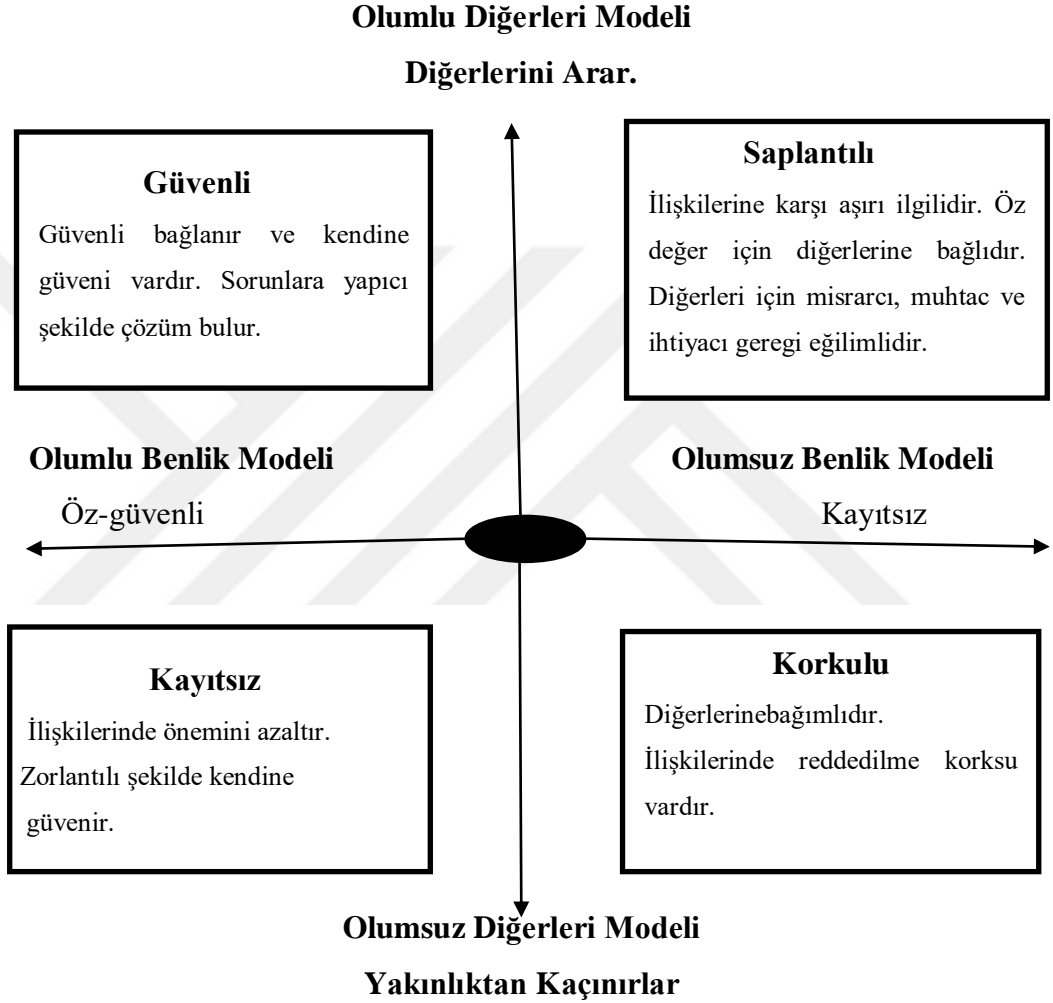 Olumlu Diğerleri Modeli
Diğerlerini Arar.
Güvenli
Güvenli bağlanır ve kendine
güveni vardır. Sorunlara yapıcı
şekilde çözüm bulur.
Saplantılı
İlişkilerine karşı aşırı ilgilidir. Öz
değer için diğerlerine bağlıdır.
Diğerleri için misrarcı, muhtac ve
ihtiyacı geregi eğilimlidir.
Olumlu Benlik Modeli
Öz-güvenli
Olumsuz Benlik Modeli
Kayıtsız
Kayıtsız
İlişkilerinde önemini azaltır.
Zorlantılı şekilde kendine
güvenir.
Korkulu
Diğerlerinebağımlıdır.
İlişkilerinde reddedilme korksu
vardır.
Olumsuz Diğerleri Modeli
Yakınlıktan Kaçınırlar